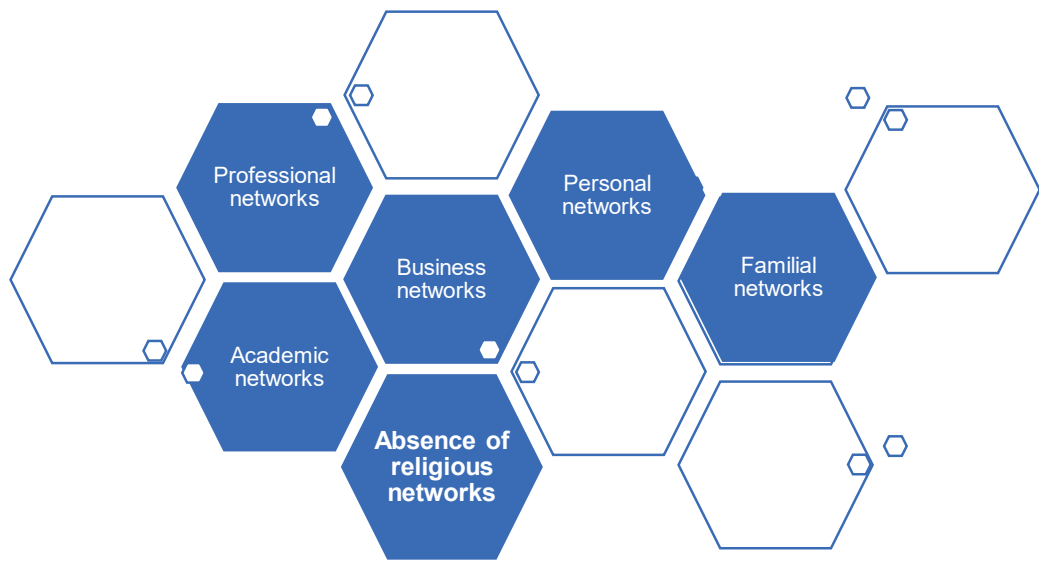 Professional
networks
Personal
networks
Business
networks
Familial
networks
Academic
networks
Absence of
religious
networks